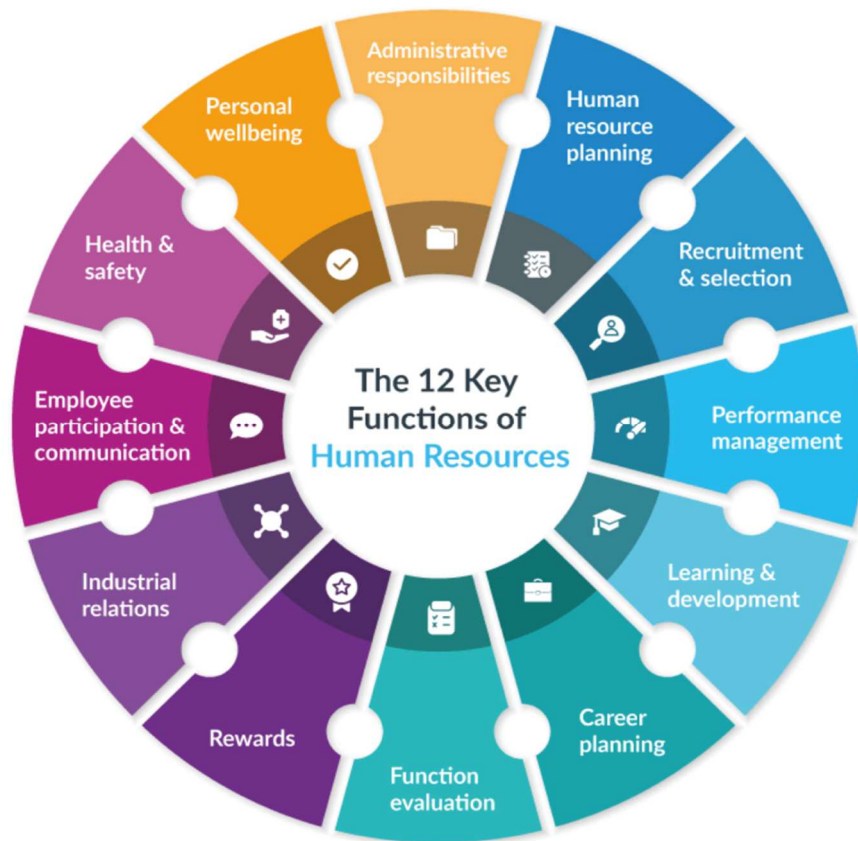 The 12 Key
Functions of
Human Resources
Administrative
responsibilities
Human
resource
planning
Recruitment
& selection
Performance
management
Learning &
development
Career
planning
Function
evaluation
Rewards
Industrial
relations
Employee
participation &
communication
Health &
safety
Personal
wellbeing